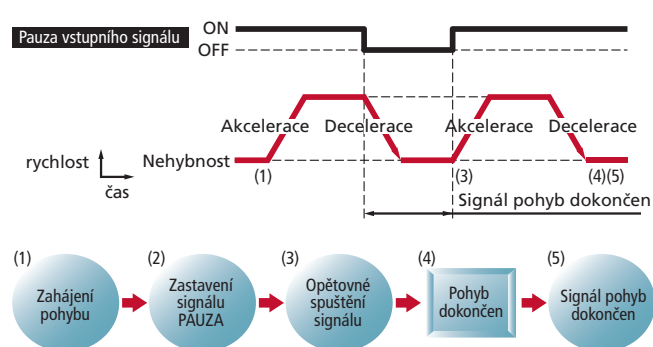 Pauza vstupního signálu
ON
OFF
Akcelerace Decelerace Akcelerace Decelerace
rychlost
čas
Nehybnost
(1) (3) (4)(5)
Signál pohyb dokončen
(1) (2) (3) (4) (5)
Zahájení
pohybu
Zastavení
signálu
PAUZA
Opětovné
spuštění
signálu
Pohyb
dokončen
Signál pohyb
dokončen